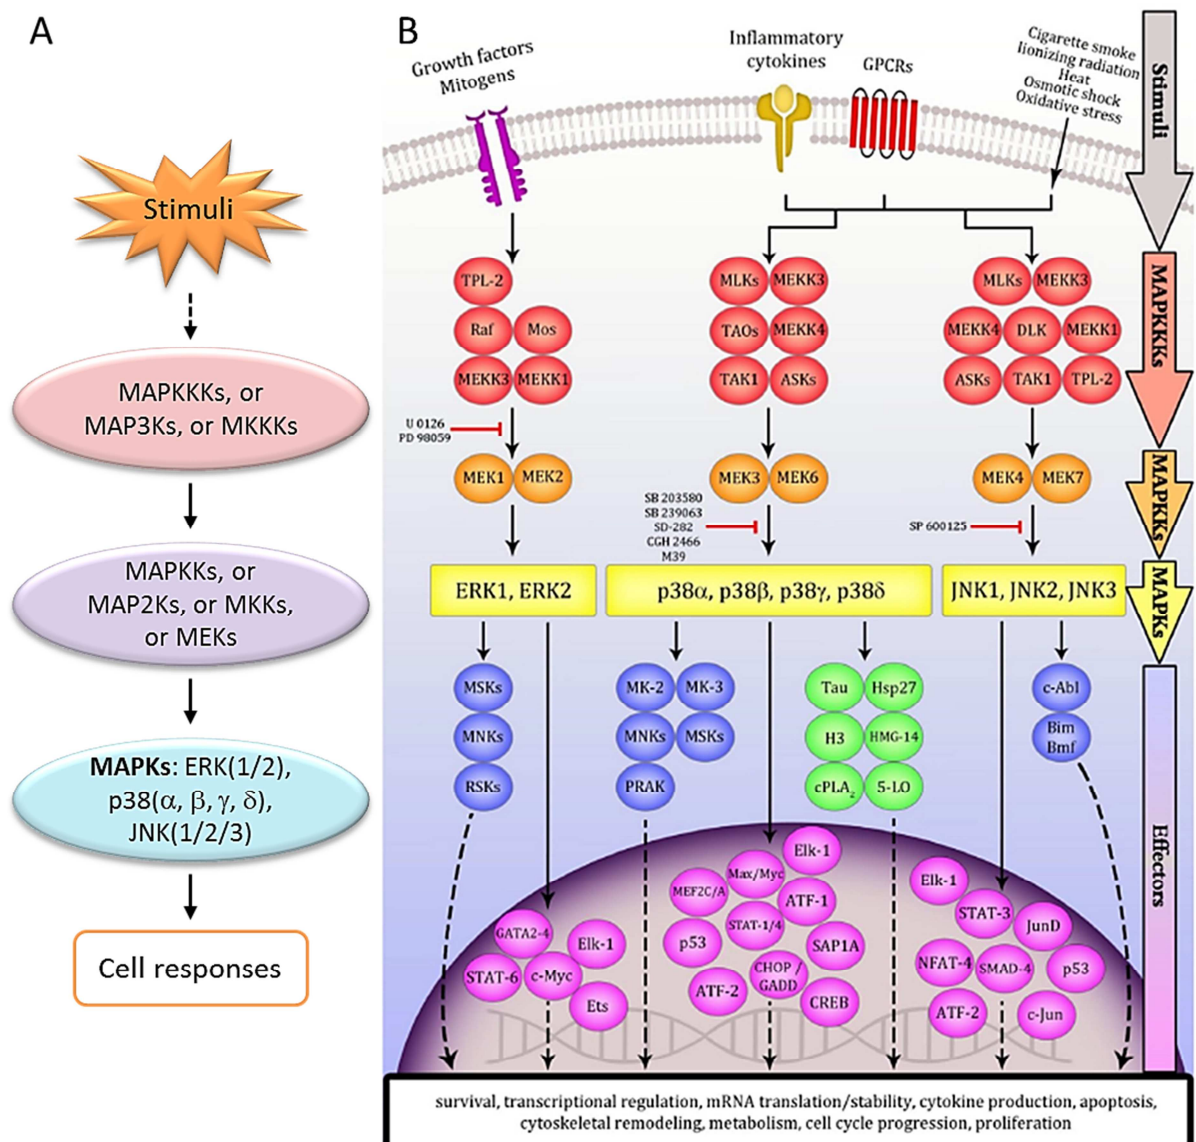 A
Stimuli
MAPKKKs, or
MAP3Ks, or MKKKs
MAPKKs, or
MAP2Ks, or MKKs,
or MEKs
MAPKs: ERK(1/2),
p38(α, β, γ, δ),
JNK(1/2/3)
Cell responses
B
Growth factors
Mitogens
Inflammatory
cytokines
GPCRs
Cigarette smoke
Iionizing radiation
Heat
Osmotic shock
Oxidative stress
Stimuli
TPL-2
Raf
Mos
MEKK3
MEKK1
MLKs
MEKK3
TAOs
MEKK4
TAK1
ASKs
MLKs
MEKK3
MEKK4
DLK
MEKK1
ASKs
TAK1
TPL-2
MAPKKKs
U 0126
PD 98059
MEK1
MEK2
MEK3
MEK6
MEK4
MEK7
MAPKKs
SB 203580
SB 239063
SD-282
CGH 2466
M39
SP 600125
ERK1, ERK2
p38α, p38β, p38γ, p38δ
JNK1, JNK2, JNK3
MAPKs
MSKs
MNKs
RSKs
MK-2
MK-3
MNKs
MSKs
PRAK
Tau
Hsp27
H3
HMG-14
cPLA2
5-LO
c-Abl
Bim
Bmf
Effectors
GATA2-4
Elk-1
STAT-6
c-Myc
Ets
Elk-1
Max/Myc
MEF2C/A
ATF-1
STAT-1/4
p53
SAP1A
CHOP /
GADD
ATF-2
CREB
Elk-1
STAT-3
JunD
NFAT-4
SMAD-4
p53
ATF-2
c-Jun
survival, transcriptional regulation, mRNA translation/stability, cytokine production, apoptosis,
cytoskeletal remodeling, metabolism, cell cycle progression, proliferation